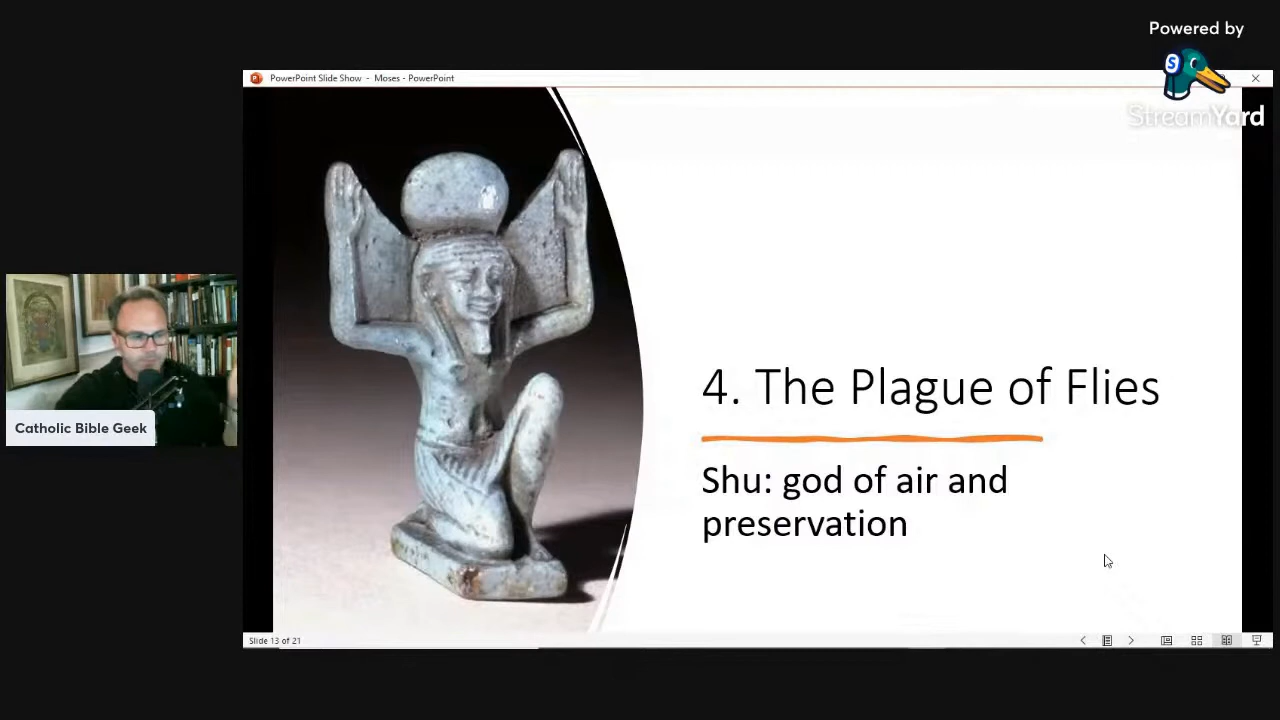 Powered by
StreamYard
PowerPoint Slide Show - Moses - PowerPoint
4. The Plague of Flies
Shu: god of air and
preservation
Catholic Bible Geek
Slide 13 of 21